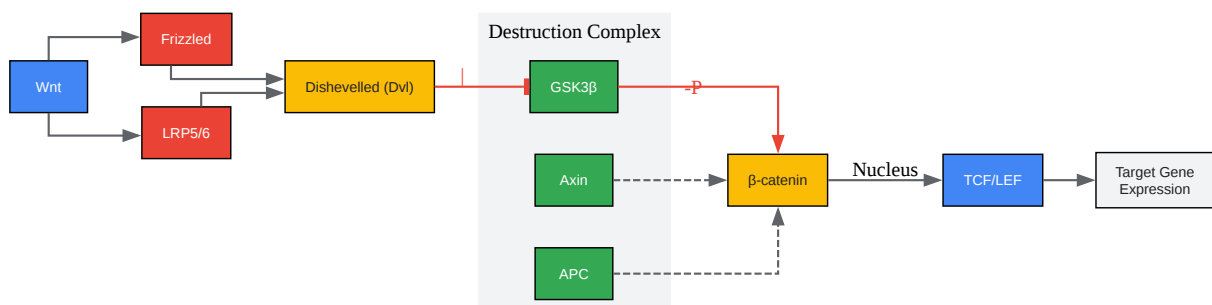 Destruction Complex
Frizzled
Wnt
Dishevelled (Dvl)
GSK3β
-P
LRP5/6
Axin
β-catenin
Nucleus
TCF/LEF
Target Gene
Expression
APC